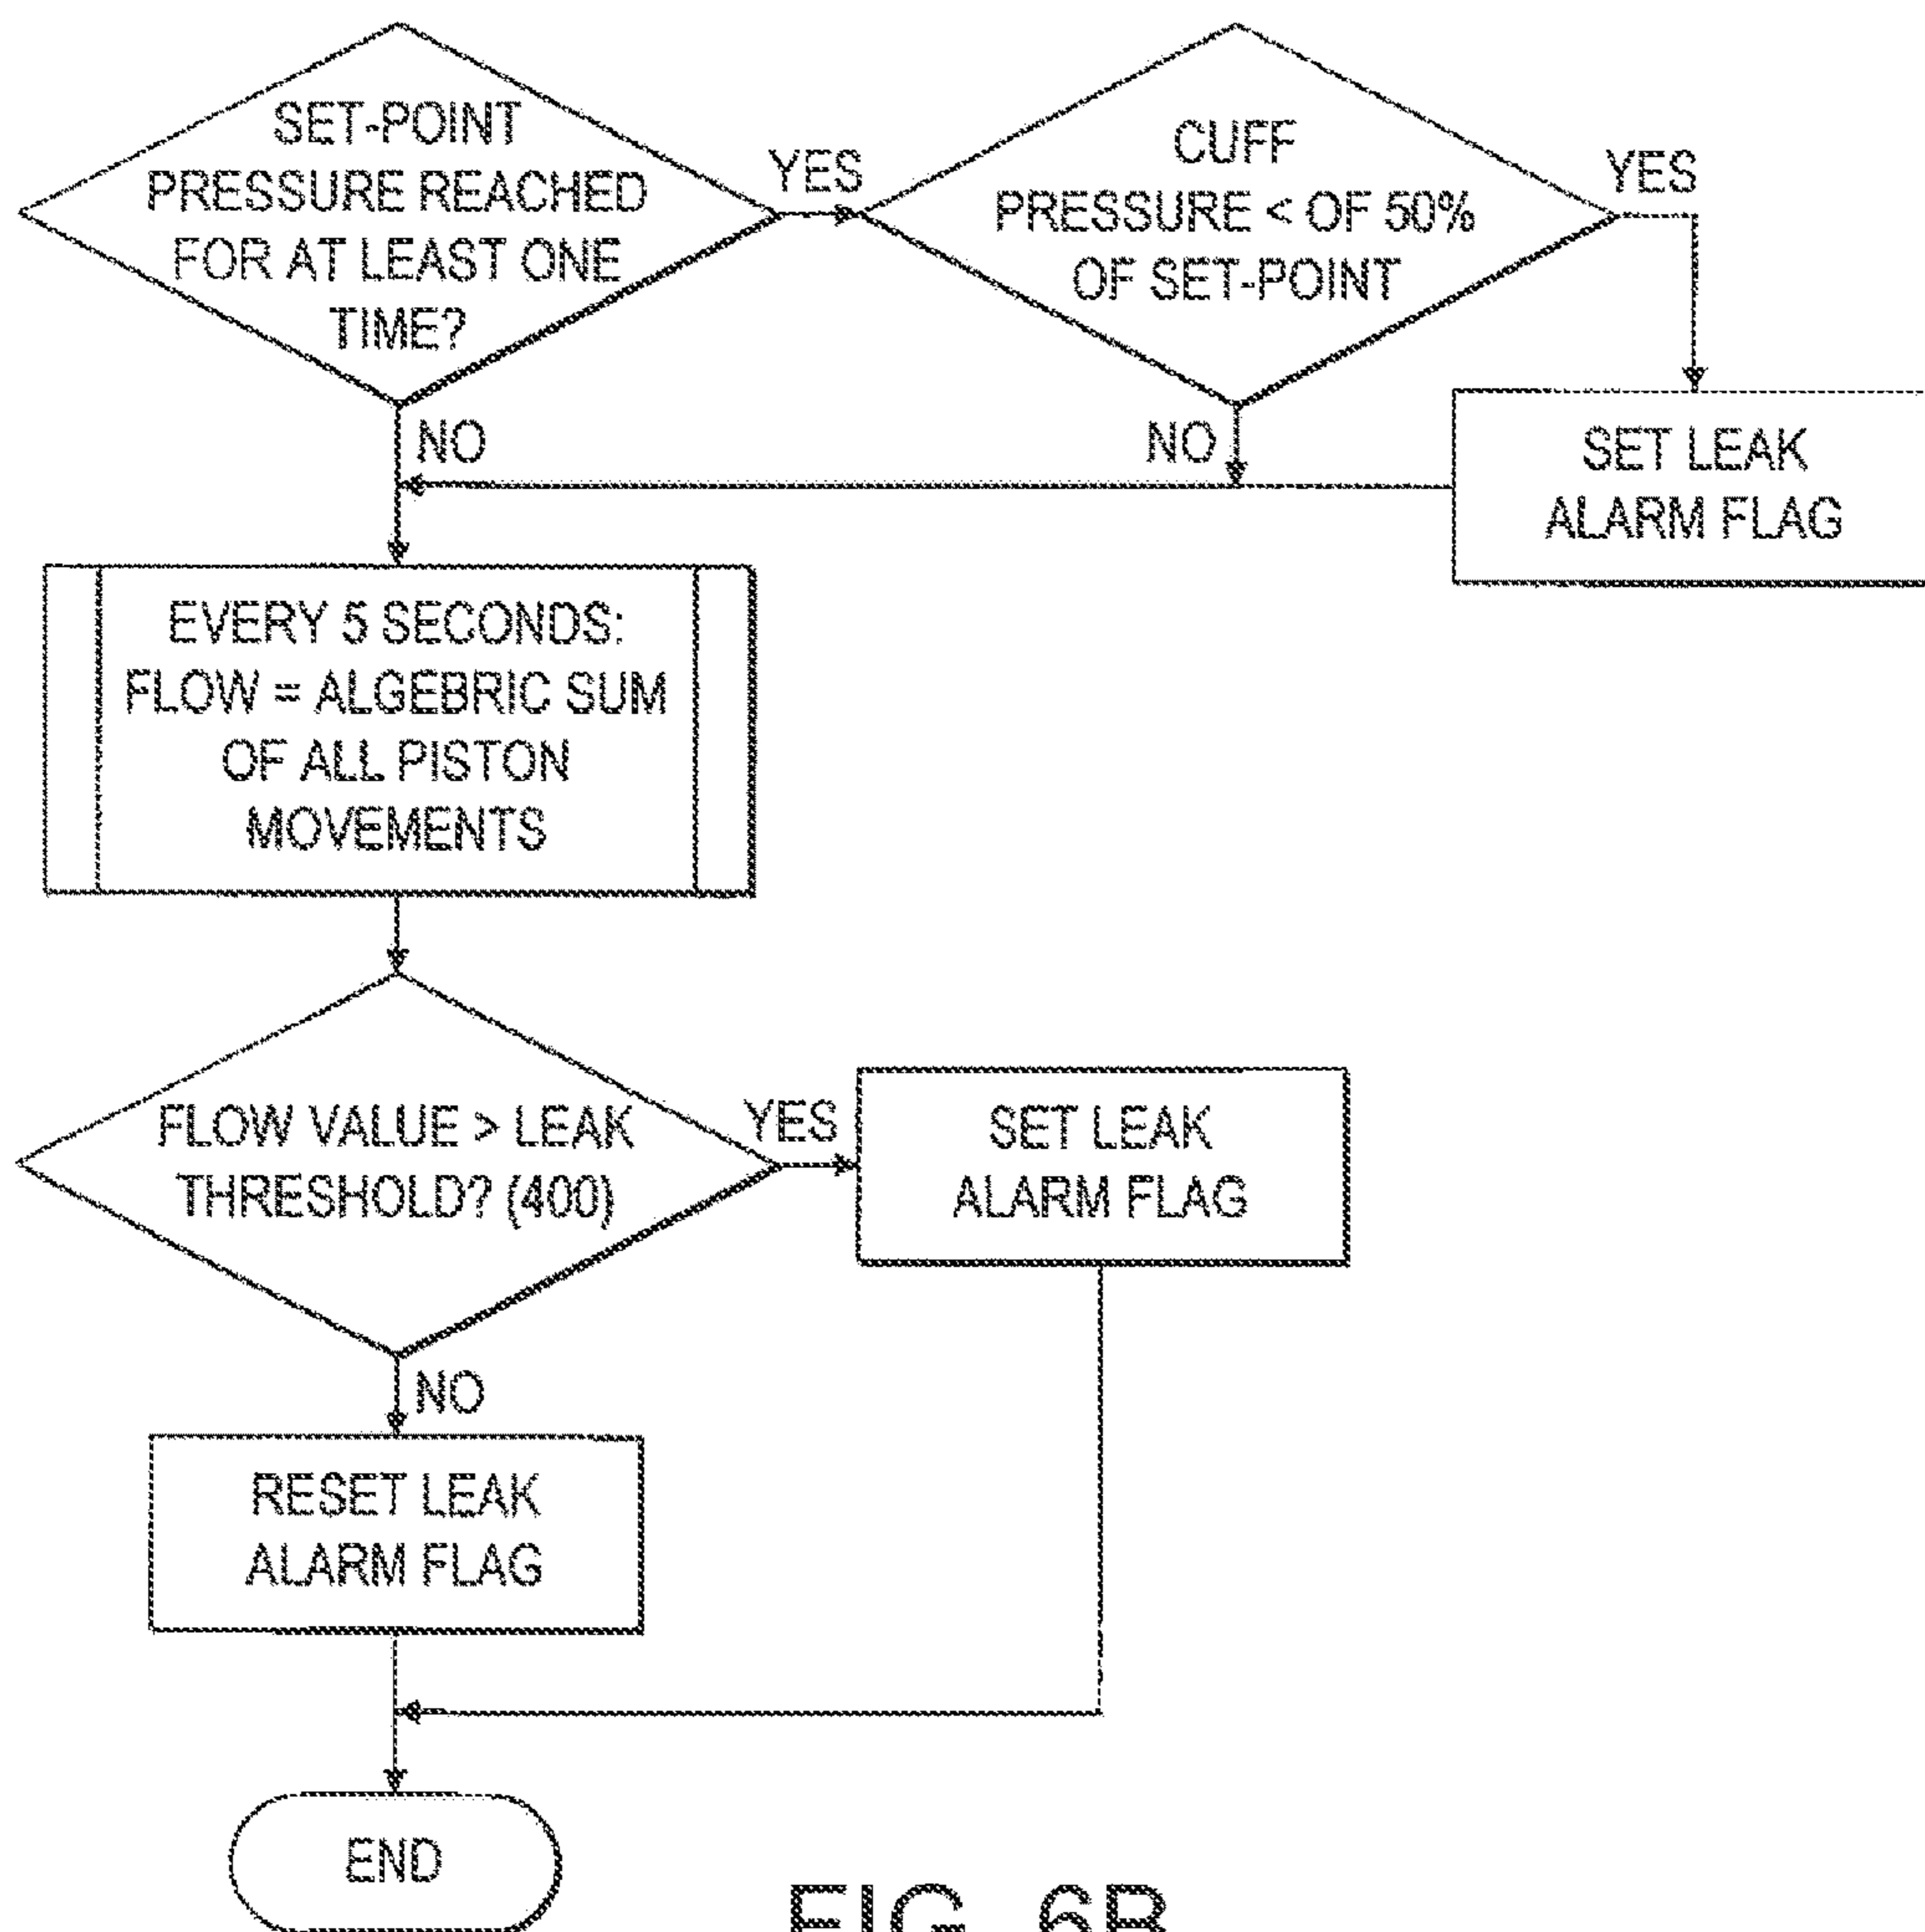 SET-POINT
PRESSURE REACHED
FOR AT LEAST ONE
TIME?
YES
NO
CUFF
PRESSURE < OF 50%
OF SET-POINT
YES
NO
SET LEAK
ALARM FLAG
EVERY 5 SECONDS:
FLOW = ALGEBRIC SUM
OF ALL PISTON
MOVEMENTS
FLOW VALUE > LEAK
THRESHOLD? (400)
YES
NO
SET LEAK
ALARM FLAG
RESET LEAK
ALARM FLAG
END
FIG. 6B